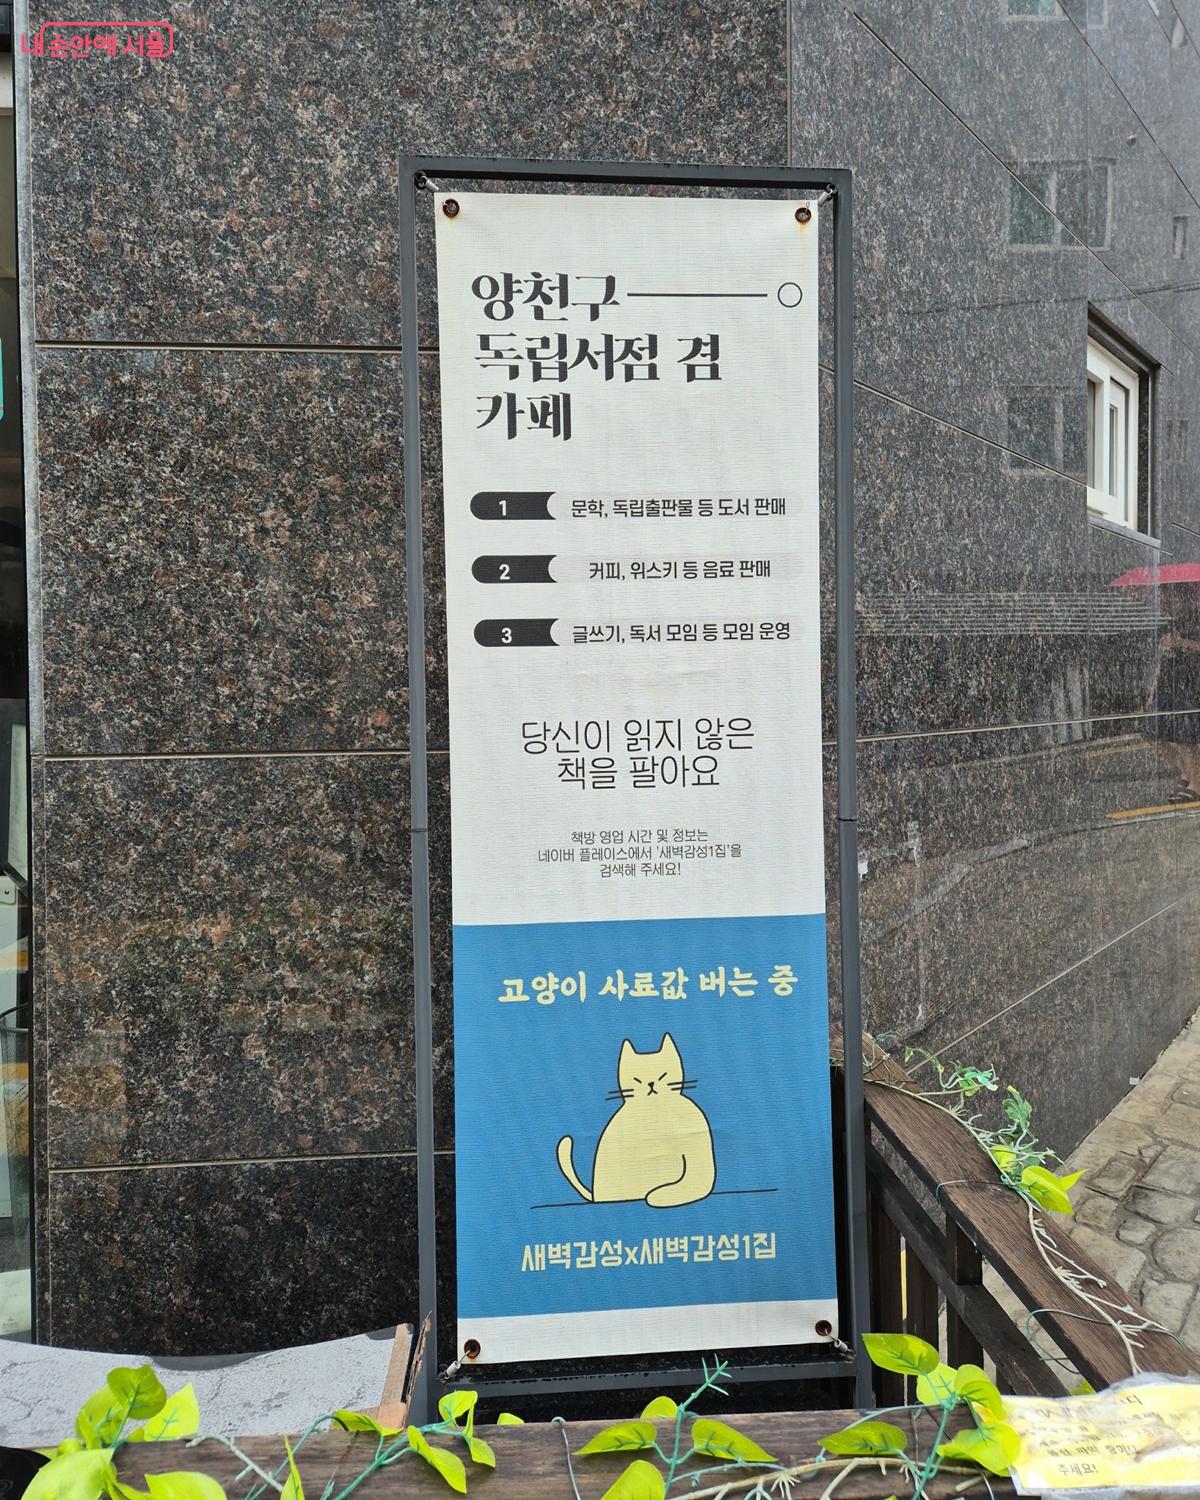 내 손안에 서울
양천구
독립서점 겸
카페
1 문학, 독립출판물 등 도서 판매
2 커피, 위스키 등 음료 판매
3 글쓰기, 독서 모임 등 모임 운영
당신이 읽지 않은
책을 팔아요
책방 영업 시간 및 정보는
네이버 플레이스에서 '새벽감성1집'을
검색해 주세요!
고양이 사료값 버는 중
새벽감성x새벽감성1집
주세요!